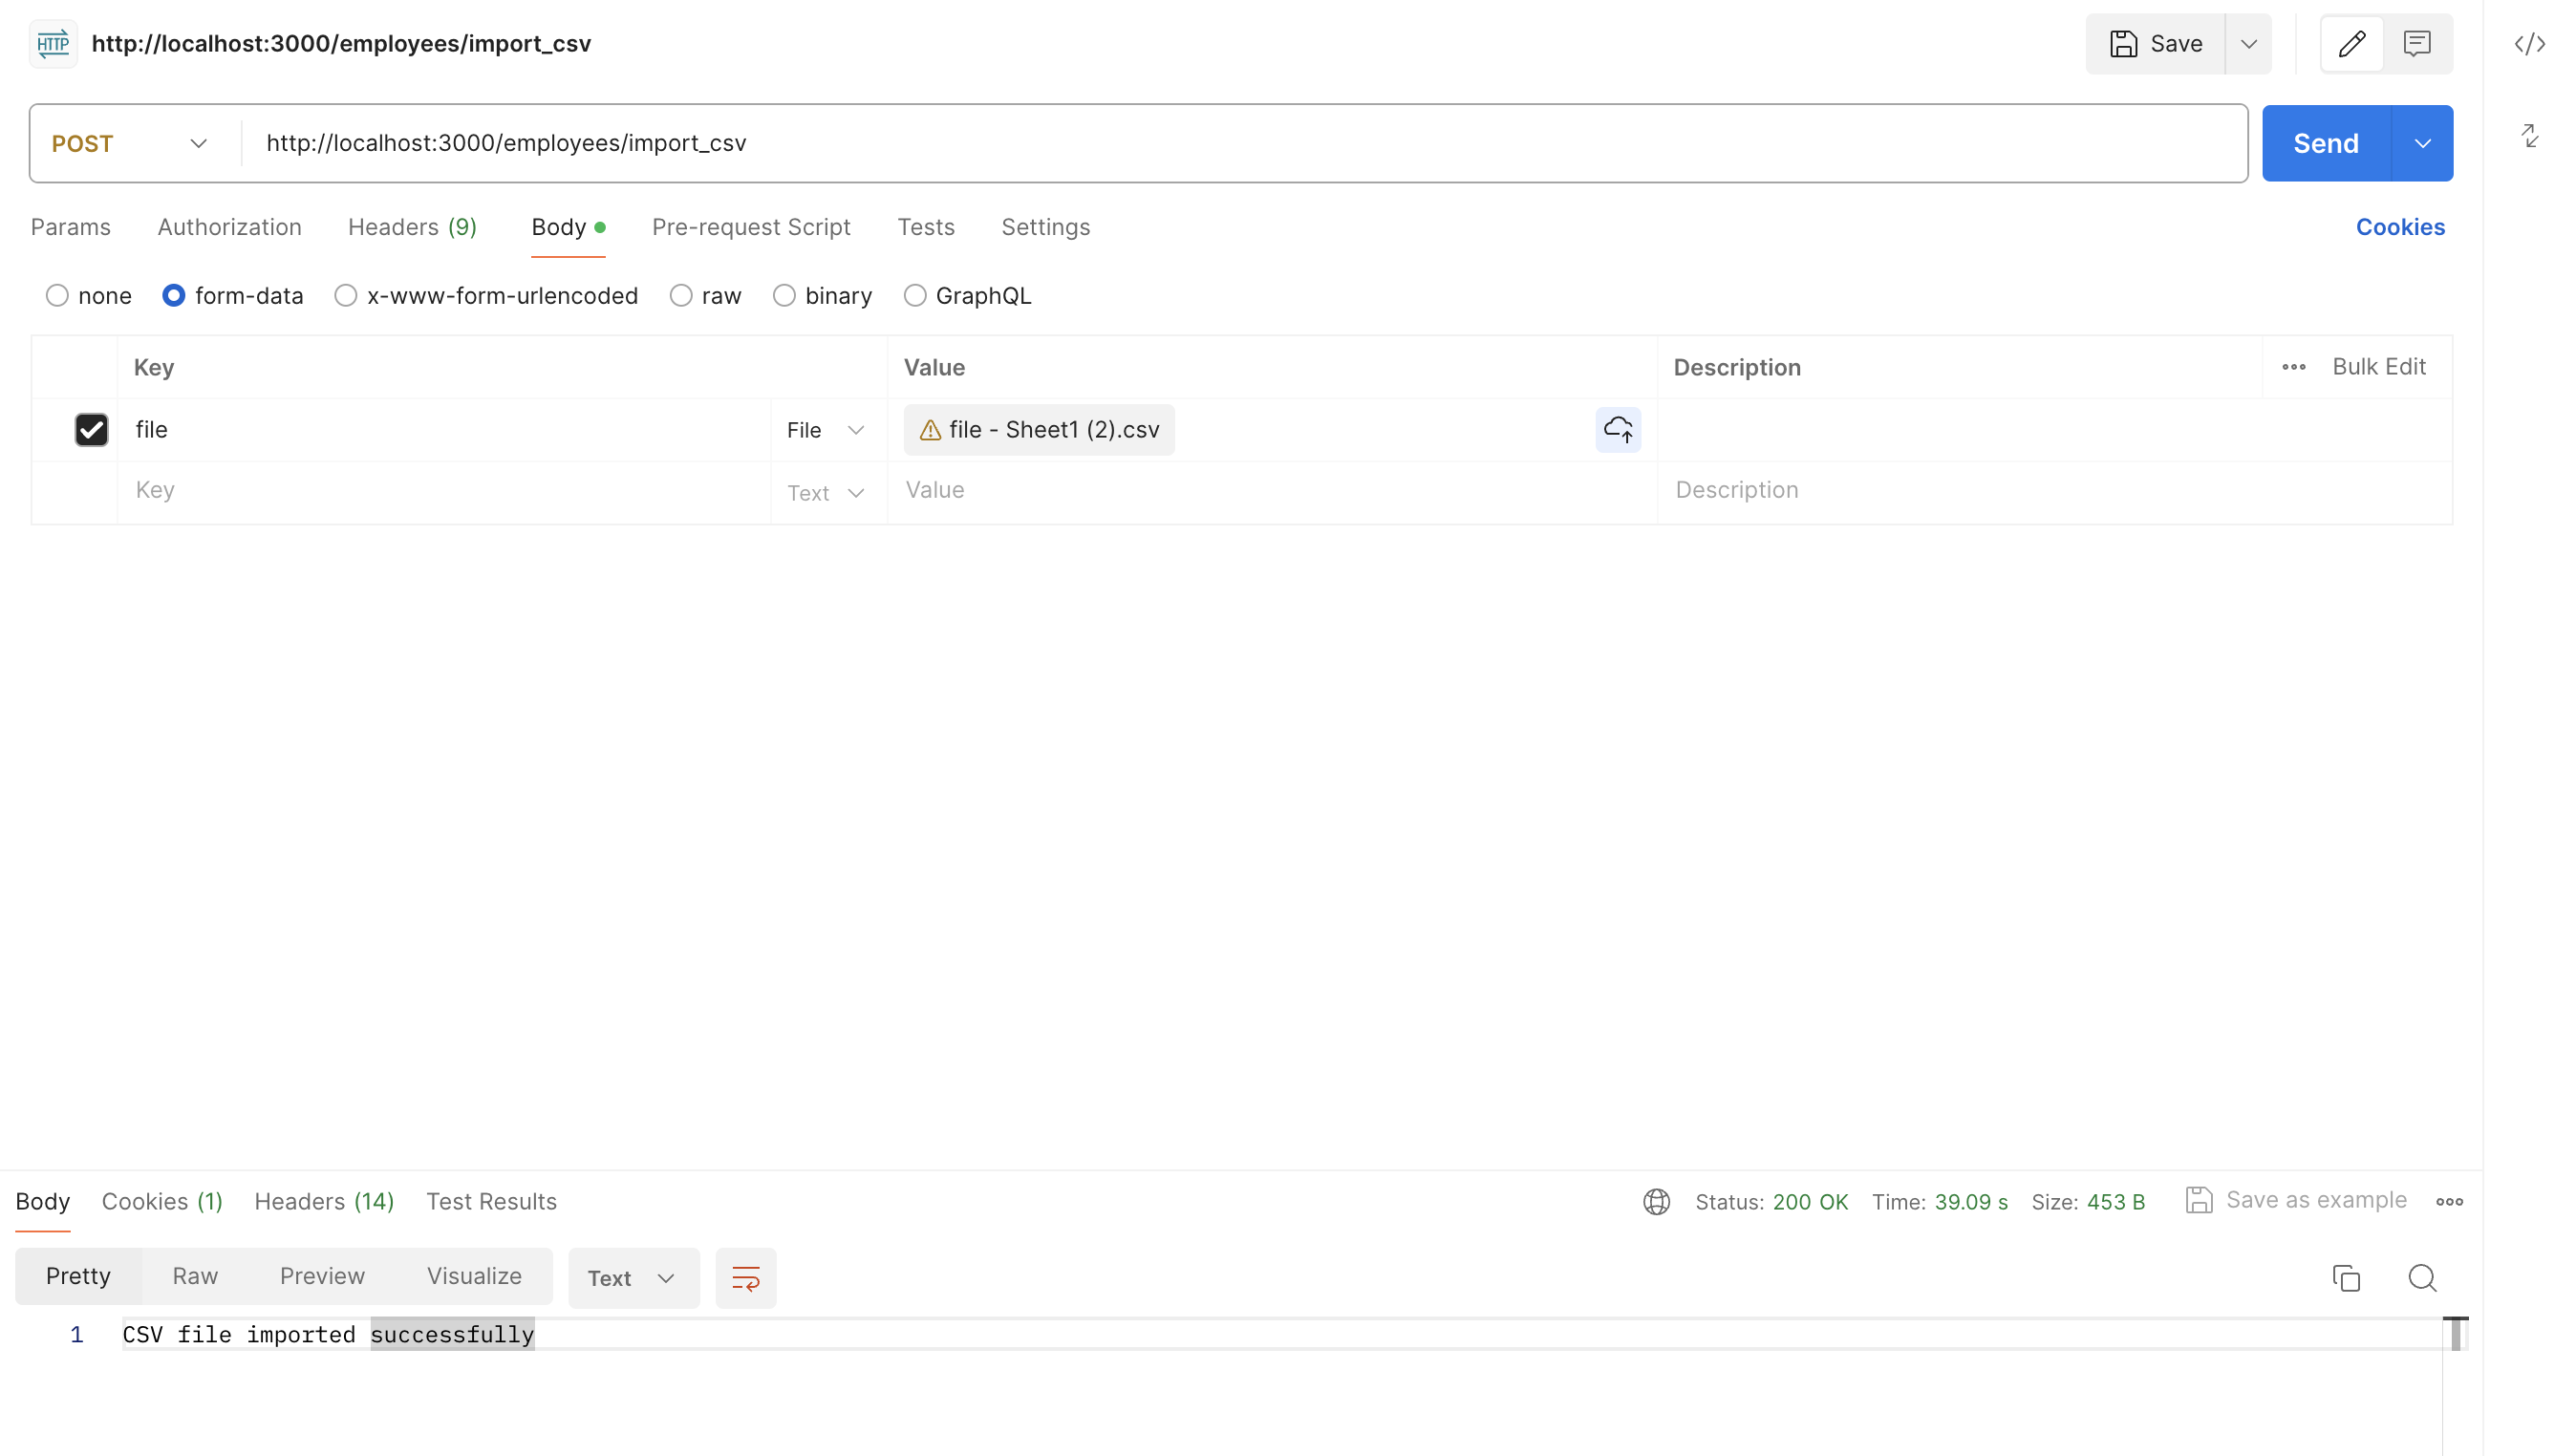 HTTP http://localhost:3000/employees/import_csv Save
POST http://localhost:3000/employees/import_csv Send
Params Authorization Headers (9) Body Pre-request Script Tests Settings Cookies
none form-data x-www-form-urlencoded raw binary GraphQL
Key Value Description Bulk Edit
file File file - Sheet1 (2).csv
Key Text Value Description
Body Cookies (1) Headers (14) Test Results Status: 200 OK Time: 39.09 s Size: 453 B Save as example
Pretty Raw Preview Visualize Text
1 CSV file imported successfully